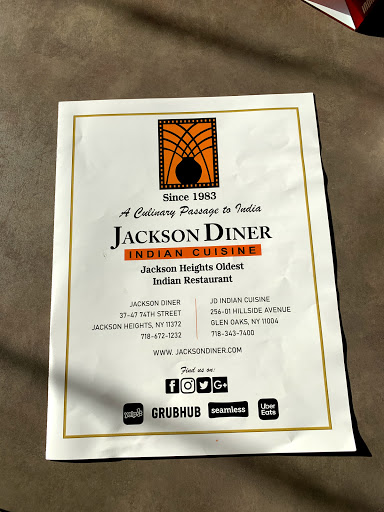 Since 1983
A Culinary Passage to India
JACKSON DINER
INDIAN CUISINE
Jackson Heights Oldest
Indian Restaurant
JACKSON DINER
37-47 74TH STREET
JACKSON HEIGHTS, NY 11372
718-672-1232
JD INDIAN CUISINE
256-01 HILLSIDE AVENUE
GLEN OAKS, NY 11004
718-343-7400
WWW. JACKSONDINER.COM
Find us on:
f G+
yelp GRUBHUB seamless Uber Eats